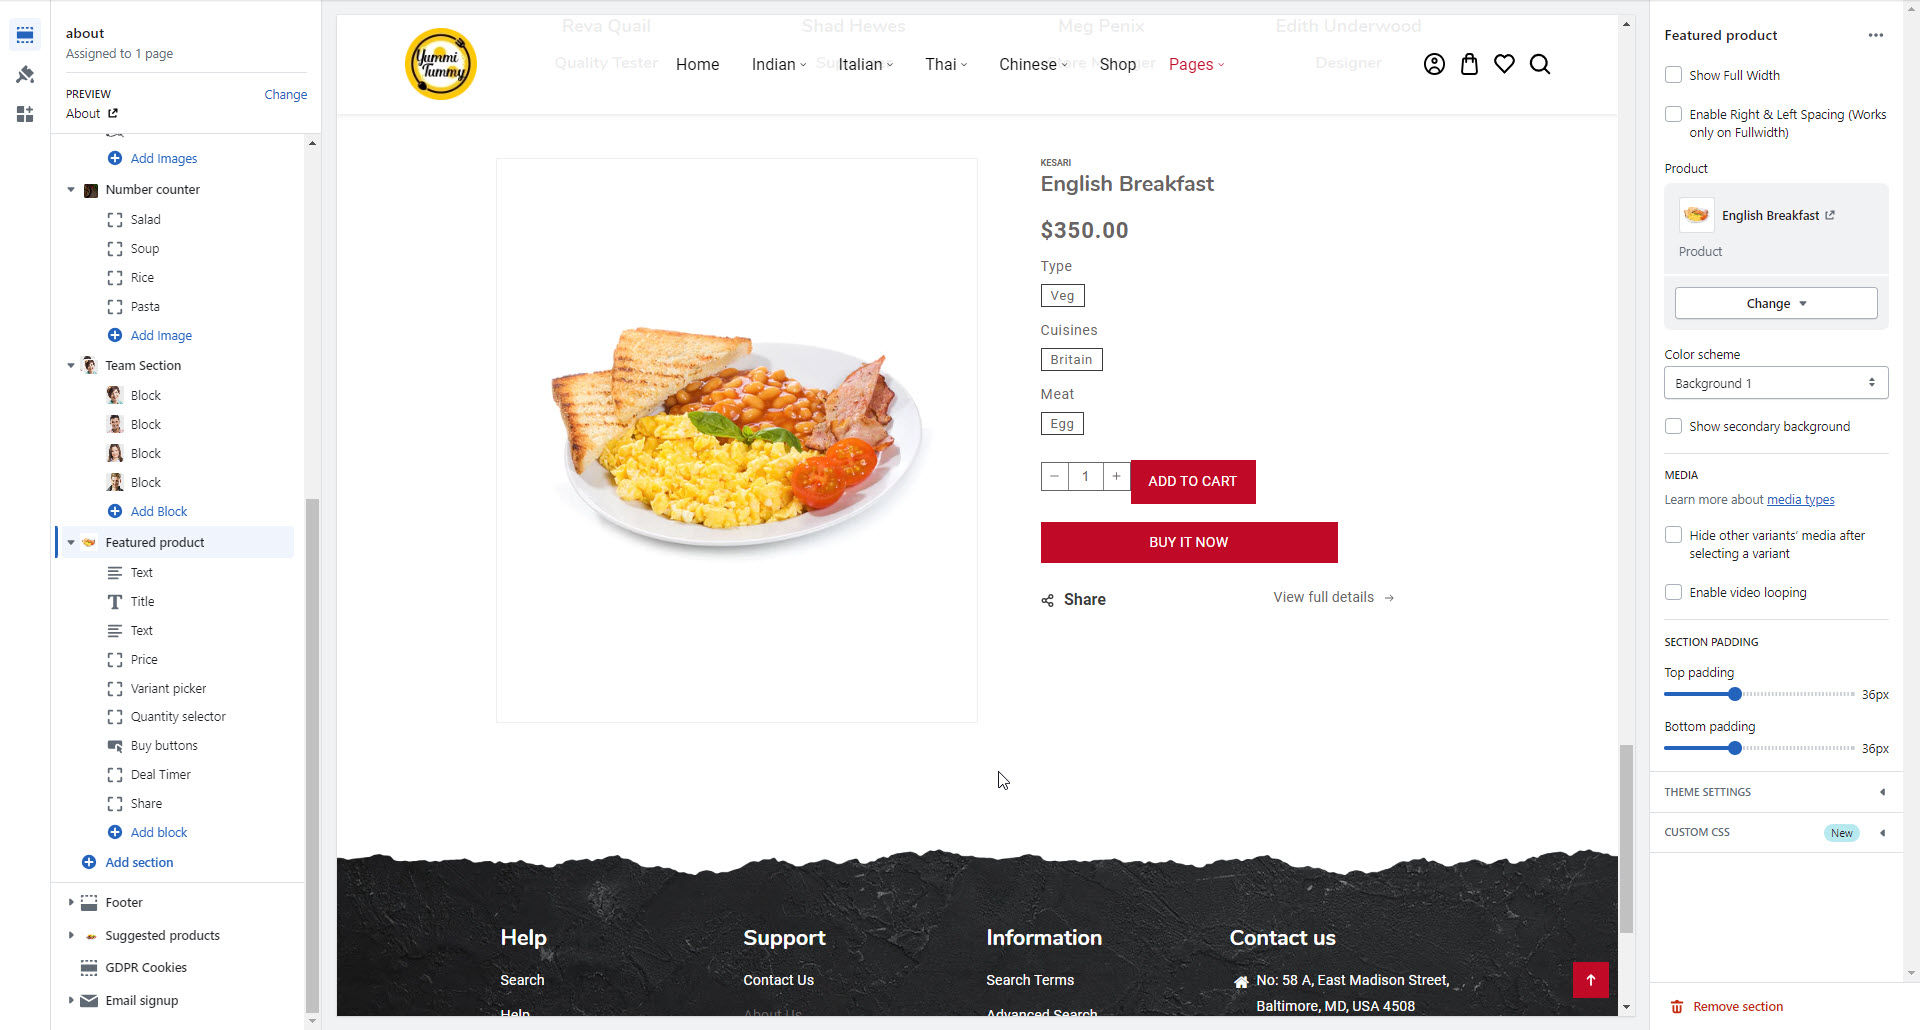 about
Assigned to 1 page
PREVIEW
Change
About
Add Images
Number counter
Salad
Soup
Rice
Pasta
Add Image
Team Section
Block
Block
Block
Block
Add Block
Featured product
Text
Title
Text
Price
Variant picker
Quantity selector
Buy buttons
Deal Timer
Share
Add block
Add section
Footer
Suggested products
GDPR Cookies
Email signup
Reva Quail
Shad Hewes
Meg Penix
Edith Underwood
Quality Tester
Designer
Yummi
Tummy
Home Indian Italian Thai Chinese Shop Pages
KESARI
English Breakfast
$350.00
Type
Veg
Cuisines
Britain
Meat
Egg
− 1 +
ADD TO CART
BUY IT NOW
Share
View full details →
Help
Search
Help
Support
Contact Us
About Us
Information
Search Terms
Advanced Search
Contact us
No: 58 A, East Madison Street,
Baltimore, MD, USA 4508
Featured product
Show Full Width
Enable Right & Left Spacing (Works
only on Fullwidth)
Product
English Breakfast
Product
Change
Color scheme
Background 1
Show secondary background
MEDIA
Learn more about media types
Hide other variants’ media after
selecting a variant
Enable video looping
SECTION PADDING
Top padding
36px
Bottom padding
36px
THEME SETTINGS
CUSTOM CSS
New
Remove section